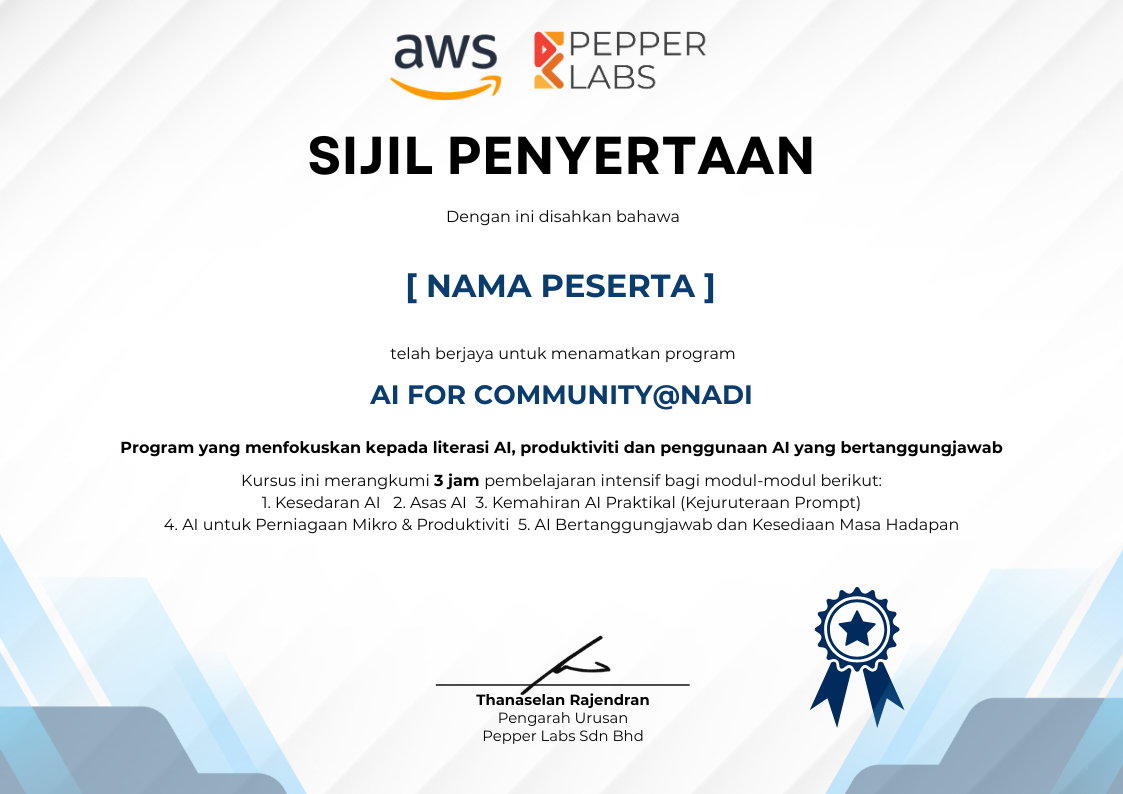 aws
PEPPER
LABS
SIJIL PENYERTAAN
Dengan ini disahkan bahawa
[ NAMA PESERTA ]
telah berjaya untuk menamatkan program
AI FOR COMMUNITY@NADI
Program yang menfokuskan kepada literasi AI, produktiviti dan penggunaan AI yang bertanggungjawab
Kursus ini merangkumi 3 jam pembelajaran intensif bagi modul-modul berikut:
1. Kesedaran AI 2. Asas AI 3. Kemahiran AI Praktikal (Kejuruteraan Prompt)
4. AI untuk Perniagaan Mikro & Produktiviti 5. AI Bertanggungjawab dan Kesediaan Masa Hadapan
Thanaselan Rajendran
Pengarah Urusan
Pepper Labs Sdn Bhd